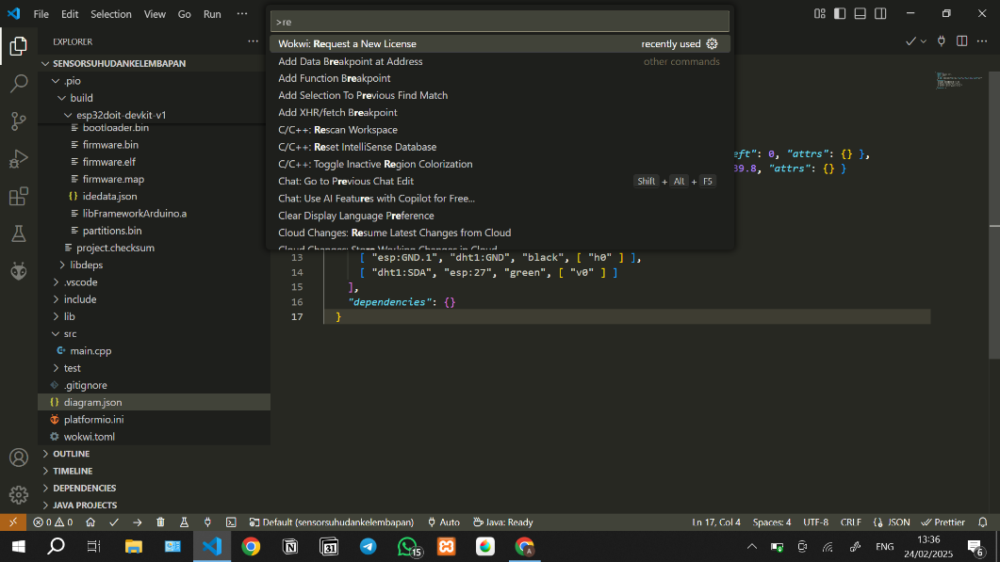 File Edit Selection View Go Run ···
>re
Wokwi: Request a New License recently used
Add Data Breakpoint at Address other commands
Add Function Breakpoint
Add Selection To Previous Find Match
Add XHR/fetch Breakpoint
C/C++: Rescan Workspace
C/C++: Reset IntelliSense Database
C/C++: Toggle Inactive Region Colorization
Chat: Go to Previous Chat Edit Shift + Alt + F5
Chat: Use AI Features with Copilot for Free...
Clear Display Language Preference
Cloud Changes: Resume Latest Changes from Cloud
Cloud Changes: Store Working Changes in Cloud
EXPLORER
SENSORSUHUDANKELEMBAPAN
.pio
build
esp32doit-devkit-v1
bootloader.bin
firmware.bin
firmware.elf
firmware.map
idedata.json
libFrameworkArduino.a
partitions.bin
project.checksum
libdeps
.vscode
include
lib
src
main.cpp
test
.gitignore
diagram.json
platformio.ini
wokwi.toml
OUTLINE
TIMELINE
DEPENDENCIES
JAVA PROJECTS
eft": 0, "attrs": {} },
39.8, "attrs": {} }
13 [ "esp:GND.1", "dht1:GND", "black", [ "h0" ] ],
14 [ "dht1:SDA", "esp:27", "green", [ "v0" ] ]
15 ],
16 "dependencies": {}
17 }
0 0 Default (sensorsuhudankelembapan) Auto Java: Ready Ln 17, Col 4 Spaces: 4 UTF-8 CRLF {} JSON Prettier
15 31 A ENG 13:36
24/02/2025 6